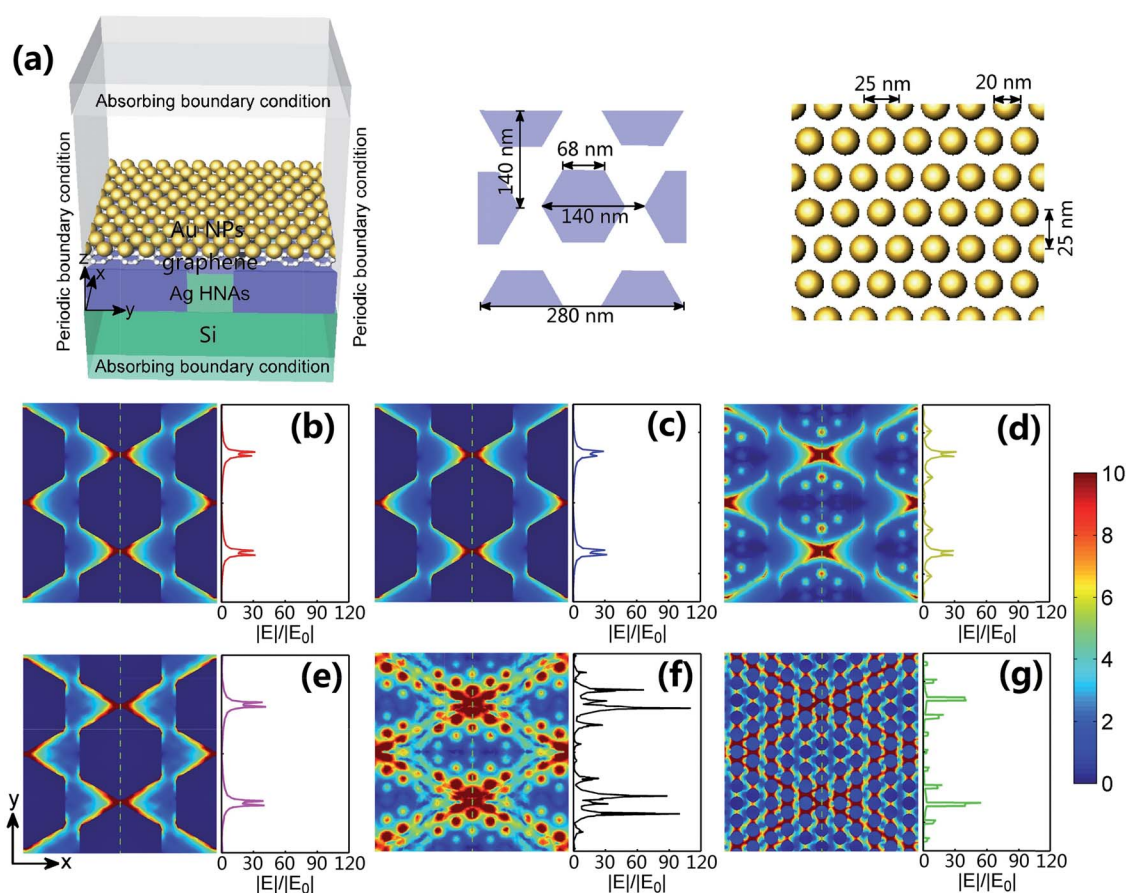 (a)
Absorbing boundary condition
Periodic boundary condition
Periodic boundary condition
Au NPs
graphene
Ag HNAs
Si
Absorbing boundary condition
z
x
y
140 nm
68 nm
140 nm
280 nm
25 nm
20 nm
25 nm
(b)
0 30 60 90 120
|E|/|E0|
(c)
0 30 60 90 120
|E|/|E0|
(d)
0 30 60 90 120
|E|/|E0|
(e)
0 30 60 90 120
|E|/|E0|
(f)
0 30 60 90 120
|E|/|E0|
(g)
0 30 60 90 120
|E|/|E0|
10
8
6
4
2
0
y
x